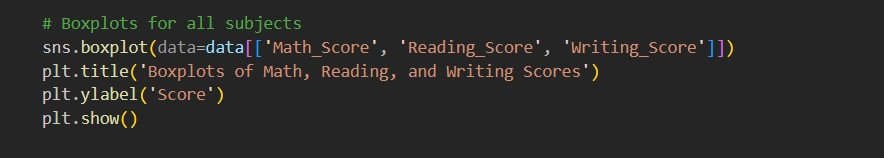 # Boxplots for all subjects
sns.boxplot(data=data[['Math_Score', 'Reading_Score', 'Writing_Score']])
plt.title('Boxplots of Math, Reading, and Writing Scores')
plt.ylabel('Score')
plt.show()